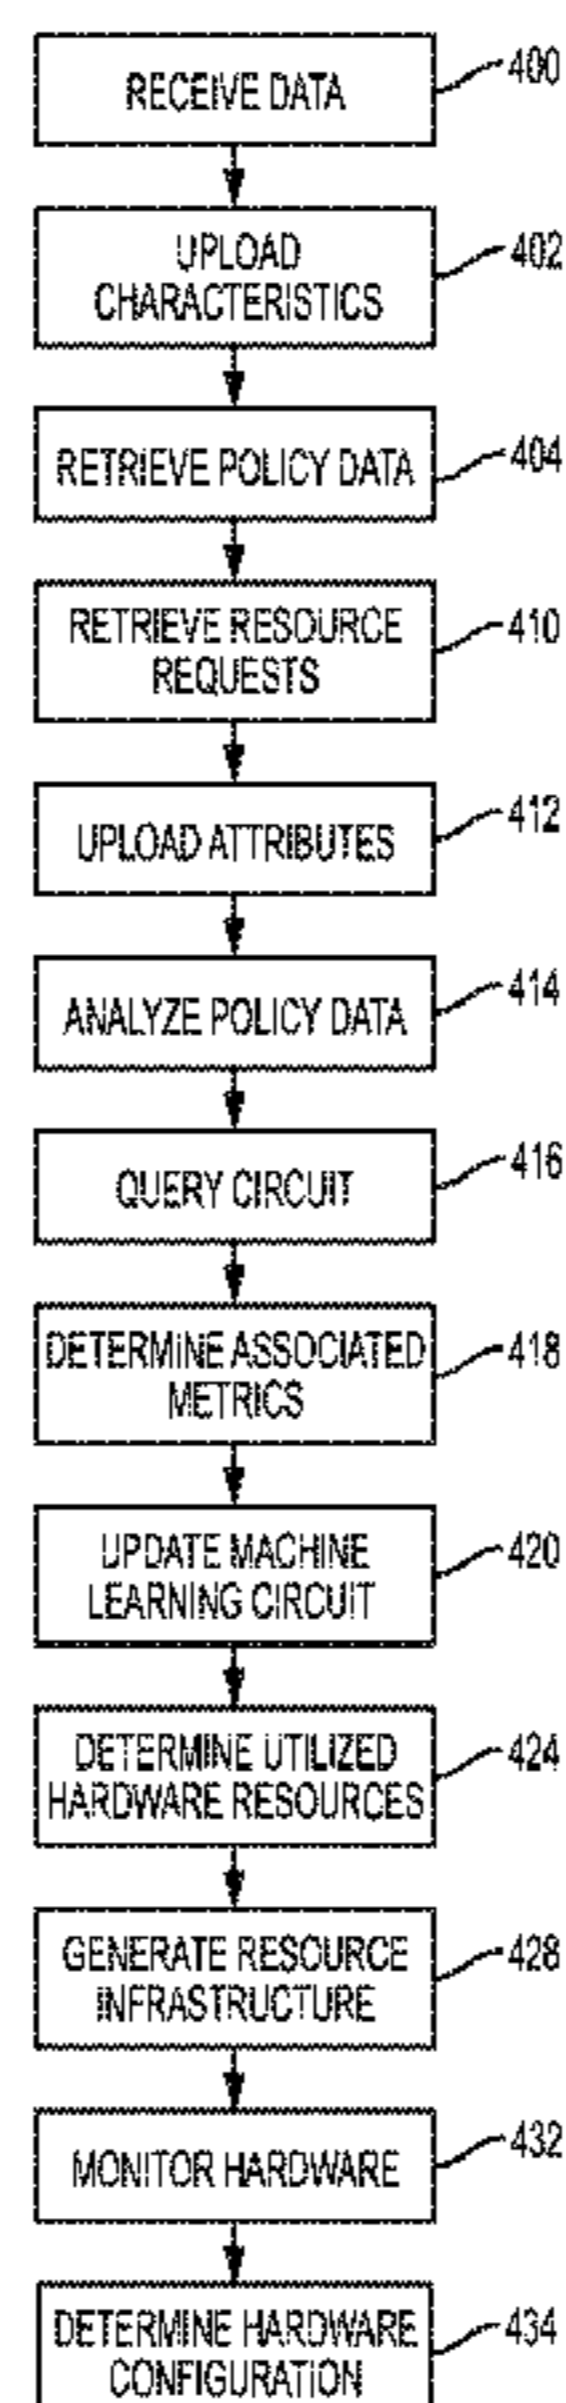 RECEIVE DATA
400
UPLOAD
CHARACTERISTICS
402
RETRIEVE POLICY DATA
404
RETRIEVE RESOURCE
REQUESTS
410
UPLOAD ATTRIBUTES
412
ANALYZE POLICY DATA
414
QUERY CIRCUIT
416
DETERMINE ASSOCIATED
METRICS
418
UPDATE MACHINE
LEARNING CIRCUIT
420
DETERMINE UTILIZED
HARDWARE RESOURCES
424
GENERATE RESOURCE
INFRASTRUCTURE
428
MONITOR HARDWARE
432
DETERMINE HARDWARE
CONFIGURATION
434